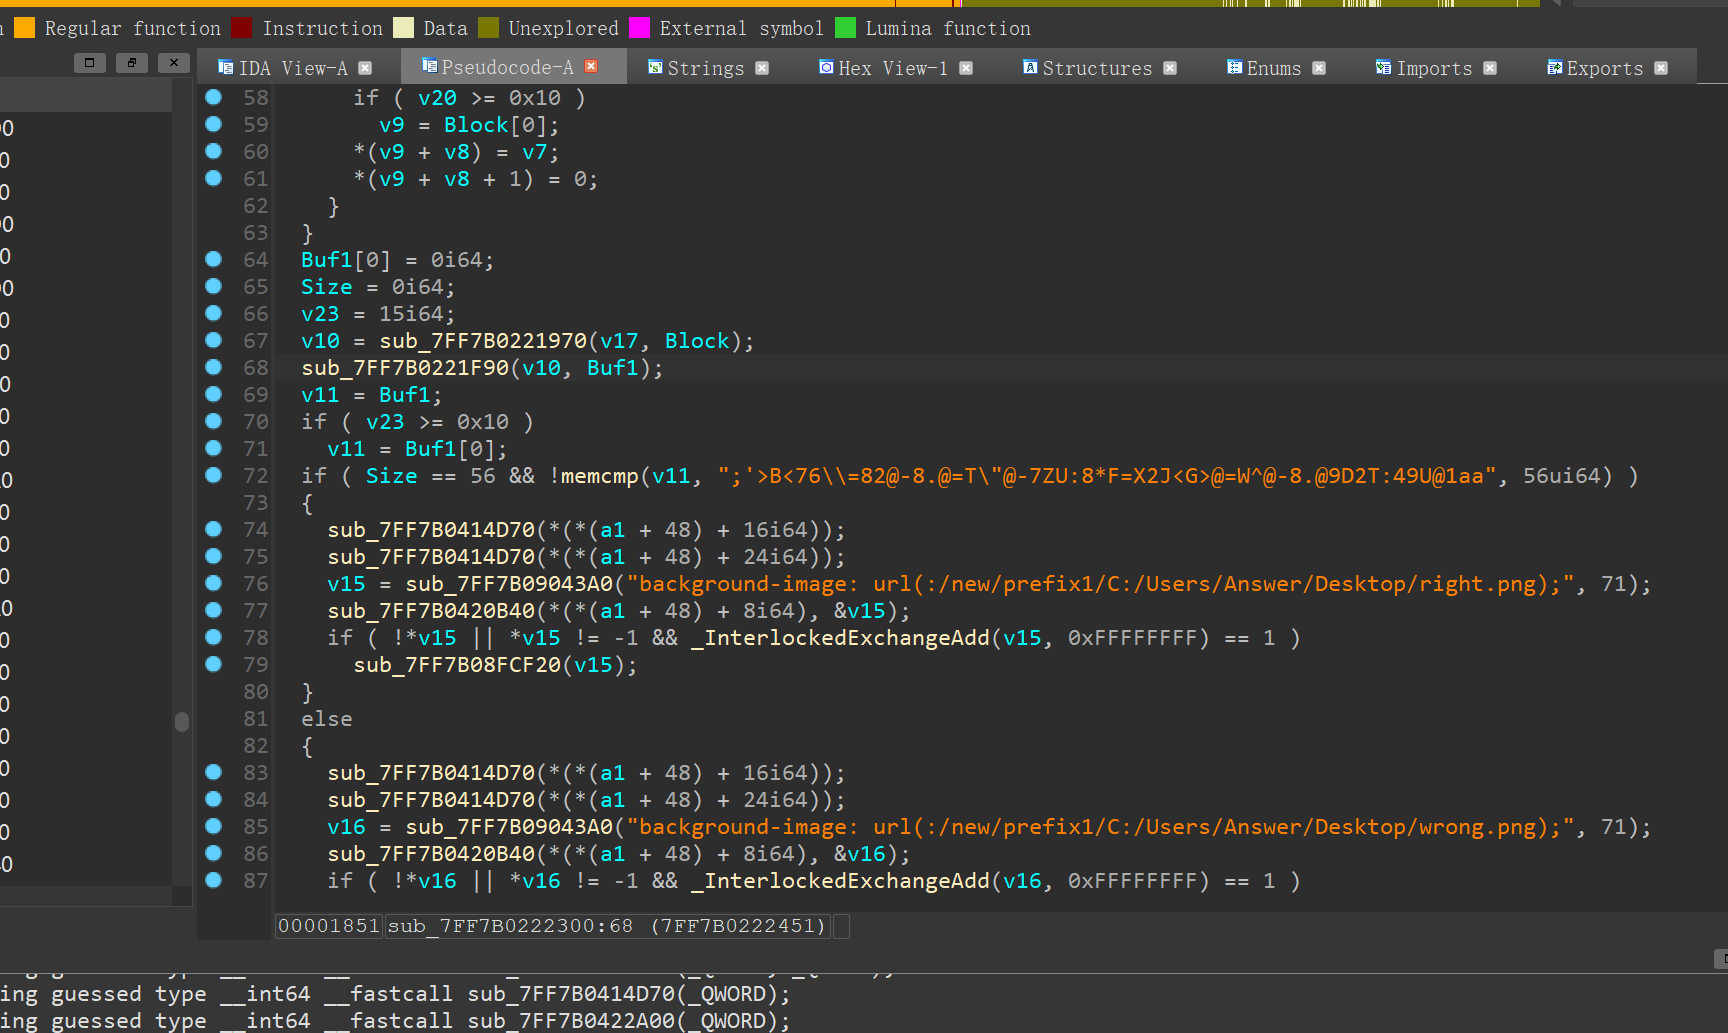 Regular function Instruction Data Unexplored External symbol Lumina function
IDA View-A Pseudocode-A Strings Hex View-1 Structures Enums Imports Exports
58 if ( v20 >= 0x10 )
59 v9 = Block[0];
60 *(v9 + v8) = v7;
61 *(v9 + v8 + 1) = 0;
62 }
63 }
64 Buf1[0] = 0i64;
65 Size = 0i64;
66 v23 = 15i64;
67 v10 = sub_7FF7B0221970(v17, Block);
68 sub_7FF7B0221F90(v10, Buf1);
69 v11 = Buf1;
70 if ( v23 >= 0x10 )
71 v11 = Buf1[0];
72 if ( Size == 56 && !memcmp(v11, ";'>B<76\\=82@-8.@=T\"@-7ZU:8*F=X2J<G>@=W^@-8.@9D2T:49U@1aa", 56ui64) )
73 {
74 sub_7FF7B0414D70(*(*(a1 + 48) + 16i64));
75 sub_7FF7B0414D70(*(*(a1 + 48) + 24i64));
76 v15 = sub_7FF7B09043A0("background-image: url(:/new/prefix1/C:/Users/Answer/Desktop/right.png);", 71);
77 sub_7FF7B0420B40(*(*(a1 + 48) + 8i64), &v15);
78 if ( !*v15 || *v15 != -1 && _InterlockedExchangeAdd(v15, 0xFFFFFFFF) == 1 )
79 sub_7FF7B08FCF20(v15);
80 }
81 else
82 {
83 sub_7FF7B0414D70(*(*(a1 + 48) + 16i64));
84 sub_7FF7B0414D70(*(*(a1 + 48) + 24i64));
85 v16 = sub_7FF7B09043A0("background-image: url(:/new/prefix1/C:/Users/Answer/Desktop/wrong.png);", 71);
86 sub_7FF7B0420B40(*(*(a1 + 48) + 8i64), &v16);
87 if ( !*v16 || *v16 != -1 && _InterlockedExchangeAdd(v16, 0xFFFFFFFF) == 1 )
00001851 sub_7FF7B0222300:68 (7FF7B0222451)
ing guessed type __int64 __fastcall sub_7FF7B0414D70(_QWORD);
ing guessed type __int64 __fastcall sub_7FF7B0422A00(_QWORD);